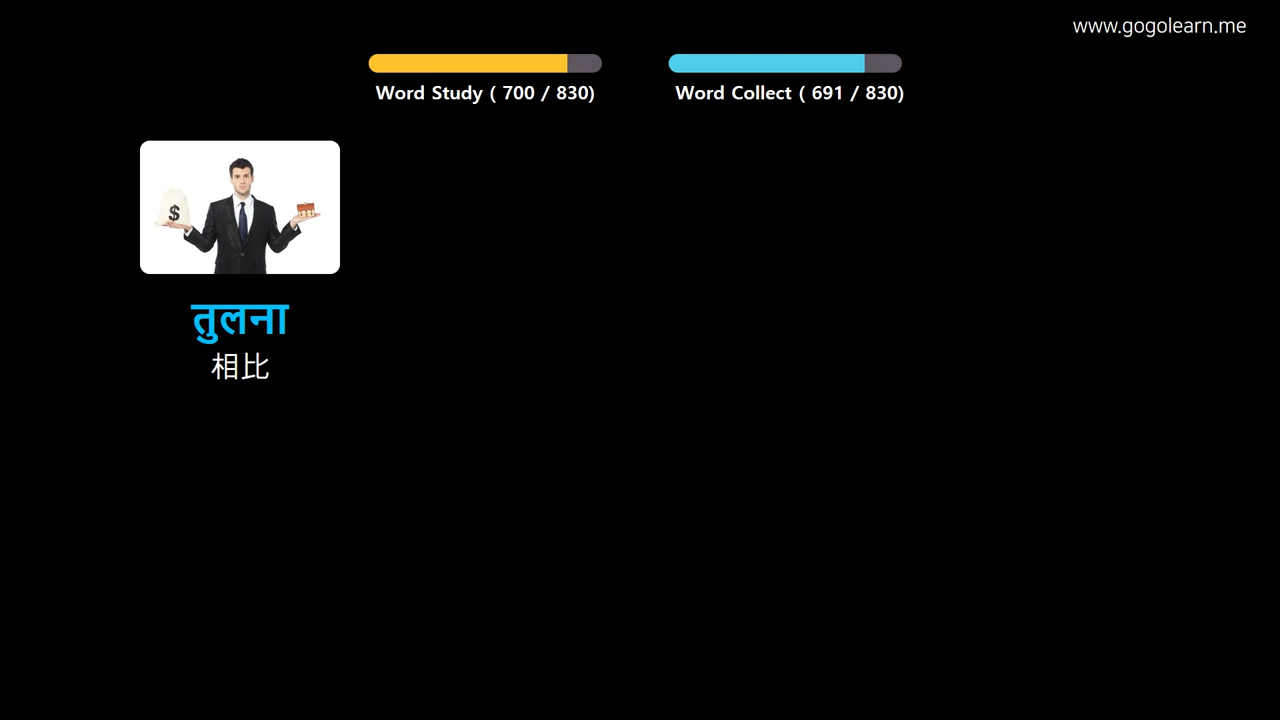 www.gogolearn.me
Word Study ( 700 / 830)
Word Collect ( 691 / 830)
$
तुलना
相比